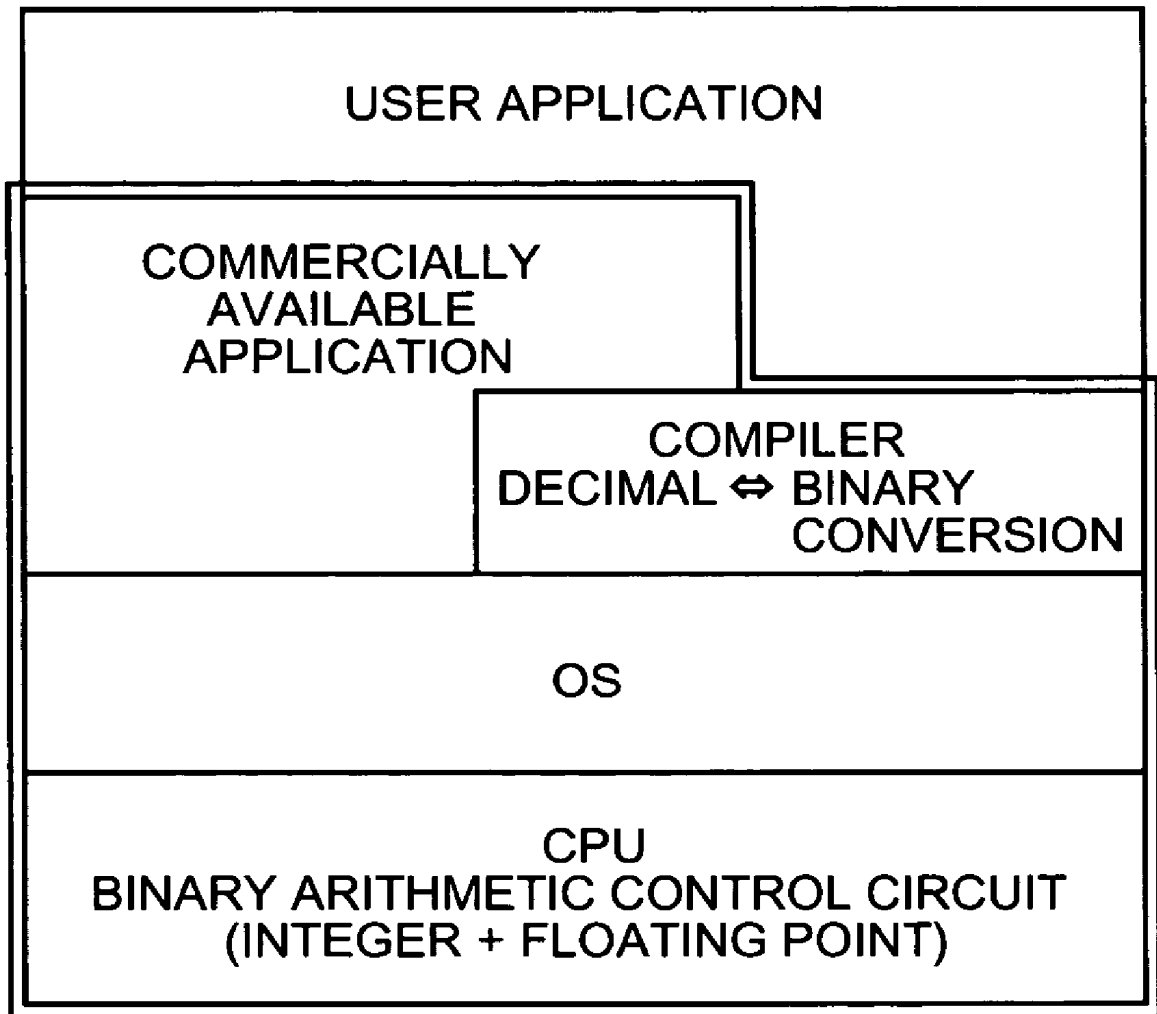 USER APPLICATION
COMMERCIALLY
AVAILABLE
APPLICATION
COMPILER
DECIMAL ⇔ BINARY
CONVERSION
OS
CPU
BINARY ARITHMETIC CONTROL CIRCUIT
(INTEGER + FLOATING POINT)